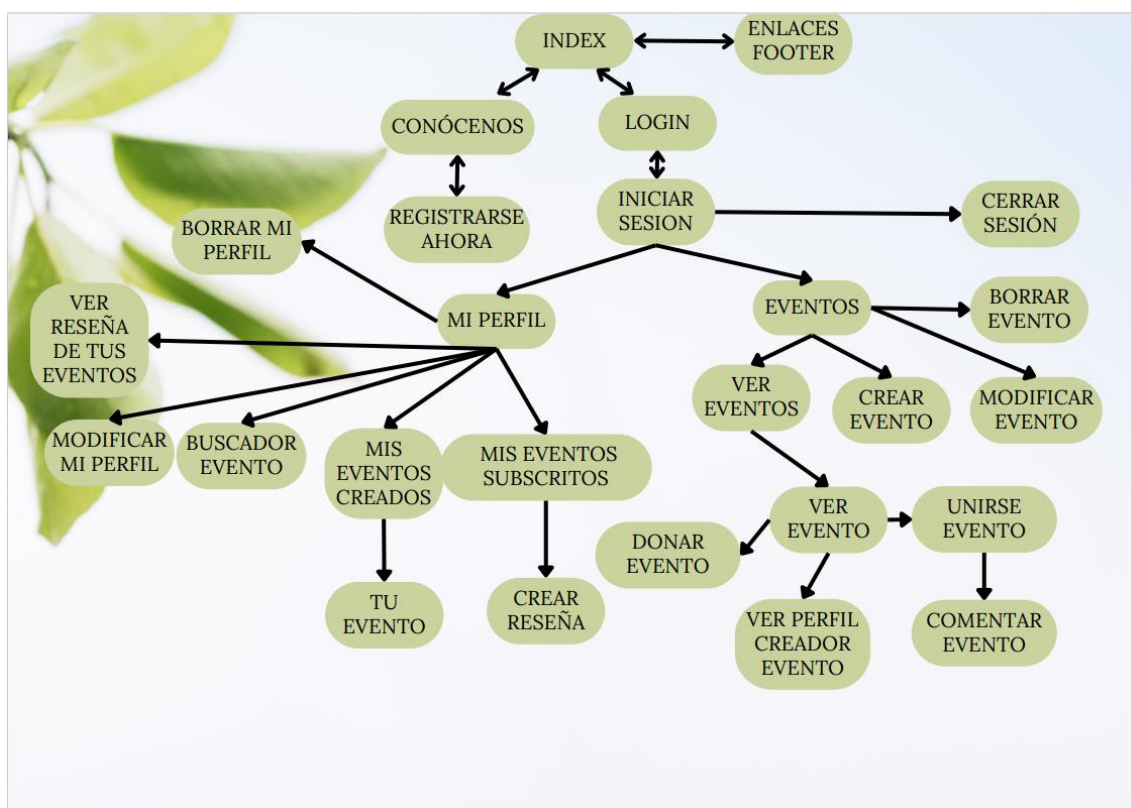 INDEX
ENLACES
FOOTER
CONÓCENOS
LOGIN
REGISTRARSE
AHORA
INICIAR
SESION
CERRAR
SESIÓN
BORRAR MI
PERFIL
VER
RESEÑA
DE TUS
EVENTOS
MI PERFIL
EVENTOS
BORRAR
EVENTO
VER
EVENTOS
CREAR
EVENTO
MODIFICAR
EVENTO
MODIFICAR
MI PERFIL
BUSCADOR
EVENTO
MIS
EVENTOS
CREADOS
MIS EVENTOS
SUBSCRITOS
VER
EVENTO
UNIRSE
EVENTO
DONAR
EVENTO
TU
EVENTO
CREAR
RESEÑA
VER PERFIL
CREADOR
EVENTO
COMENTAR
EVENTO